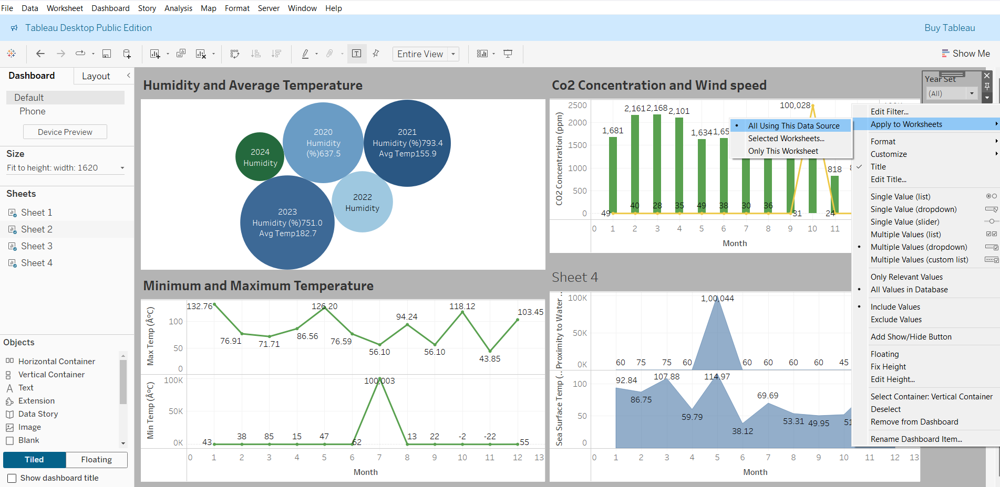 File Data Worksheet Dashboard Story Analysis Map Format Server Window Help
Tableau Desktop Public Edition
Buy Tableau
Entire View
Show Me
Dashboard
Layout
Default
Phone
Device Preview
Size
Fit to height: width: 1620
Sheets
Sheet 1
Sheet 2
Sheet 3
Sheet 4
Objects
Horizontal Container
Vertical Container
Text
Extension
Data Story
Image
Blank
Tiled
Floating
Show dashboard title
Humidity and Average Temperature
2024
Humidity
2020
Humidity
(%)637.5
2021
Humidity (%)793.4
Avg Temp155.9
2023
Humidity (%)751.0
Avg Temp182.7
2022
Humidity
Co2 Concentration and Wind speed
CO2 Concentration (ppm)
2500
2000
1500
1000
500
0
1,681
2,161
2,168
2,101
1,634
1,65
100,028
818
49
40
28
35
49
38
30
36
31
24
0 1 2 3 4 5 6 7 8 9 10 11
Month
Minimum and Maximum Temperature
Max Temp (Â°C)
100
50
0
132.76
76.91
71.71
86.56
126.20
76.59
56.10
94.24
56.10
118.12
43.85
103.45
Min Temp (Â°C)
100K
50K
0K
43
38
85
15
47
62
100,003
13
22
-2
-22
55
0 1 2 3 4 5 6 7 8 9 10 11 12 13
Month
Sheet 4
Proximity to Water ..
100K
50K
0K
60
75
75
60
1,00,044
60
60
60
60
45
Sea Surface Temp (..
100
50
0
92.84
86.75
107.88
59.79
114.97
38.12
69.69
53.31
49.95
51
0 1 2 3 4 5 6 7 8 9 10 11 12 13
Month
Year Set
(All)
Edit Filter...
Apply to Worksheets
All Using This Data Source
Selected Worksheets...
Only This Worksheet
Format
Customize
Title
Edit Title...
Single Value (list)
Single Value (dropdown)
Single Value (slider)
Multiple Values (list)
Multiple Values (dropdown)
Multiple Values (custom list)
Only Relevant Values
All Values in Database
Include Values
Exclude Values
Add Show/Hide Button
Floating
Fix Height
Edit Height...
Select Container: Vertical Container
Deselect
Remove from Dashboard
Rename Dashboard Item...